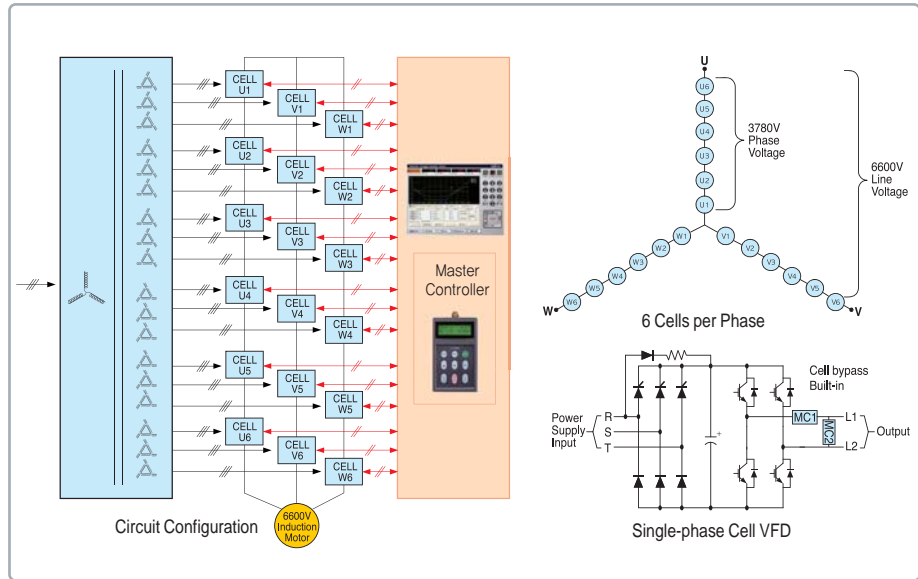 CELL
U1
CELL
V1
CELL
W1
CELL
U2
CELL
V2
CELL
W2
CELL
U3
CELL
V3
CELL
W3
CELL
U4
CELL
V4
CELL
W4
CELL
U5
CELL
V5
CELL
W5
CELL
U6
CELL
V6
CELL
W6
6600V
Induction
Motor
Circuit Configuration
Master
Controller
U
U6
U5
U4
U3
U2
U1
3780V
Phase
Voltage
6600V
Line
Voltage
W1
W2
W3
W4
W5
W6
W
V1
V2
V3
V4
V5
V6
V
6 Cells per Phase
Cell bypass
Built-in
Power
Supply
Input
R
S
T
+
MC1
MC2
L1
L2
Output
Single-phase Cell VFD